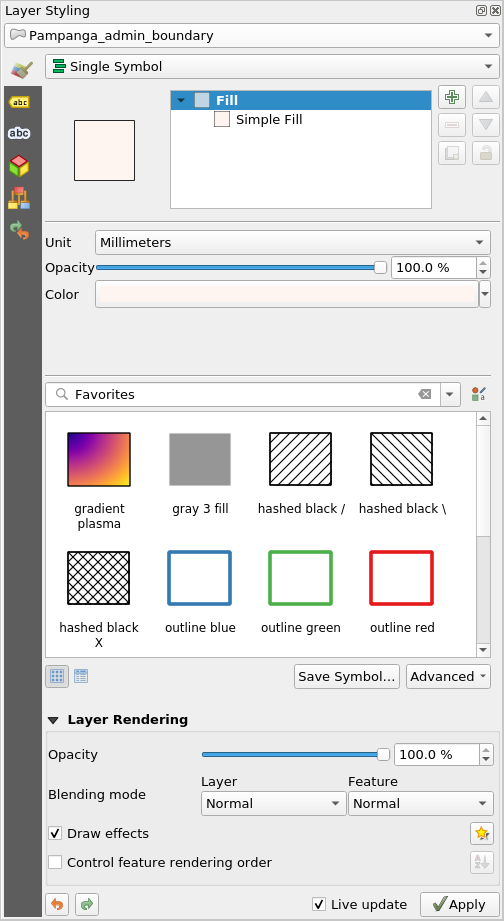 Layer Styling
Pampanga_admin_boundary
Single Symbol
abc
abc
Fill
Simple Fill
Unit Millimeters
Opacity 100.0 %
Color
Favorites
a
gradient plasma
gray 3 fill
hashed black /
hashed black \
hashed black X
outline blue
outline green
outline red
Save Symbol... Advanced
Layer Rendering
Opacity 100.0 %
Layer Feature
Blending mode Normal Normal
Draw effects
Control feature rendering order
Live update Apply